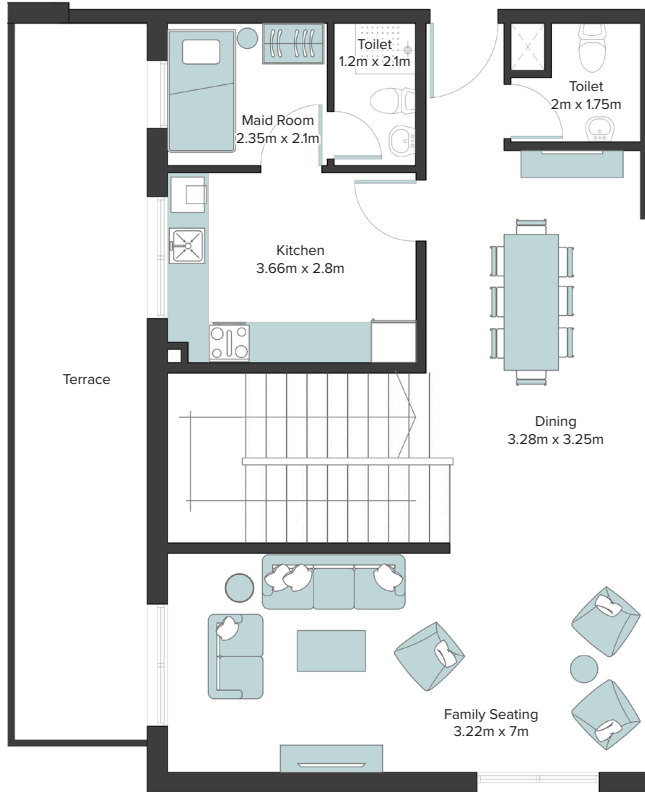 Toilet
1.2m x 2.1m
Toilet
2m x 1.75m
Maid Room
2.35m x 2.1m
Kitchen
3.66m x 2.8m
Terrace
Dining
3.28m x 3.25m
Family Seating
3.22m x 7m